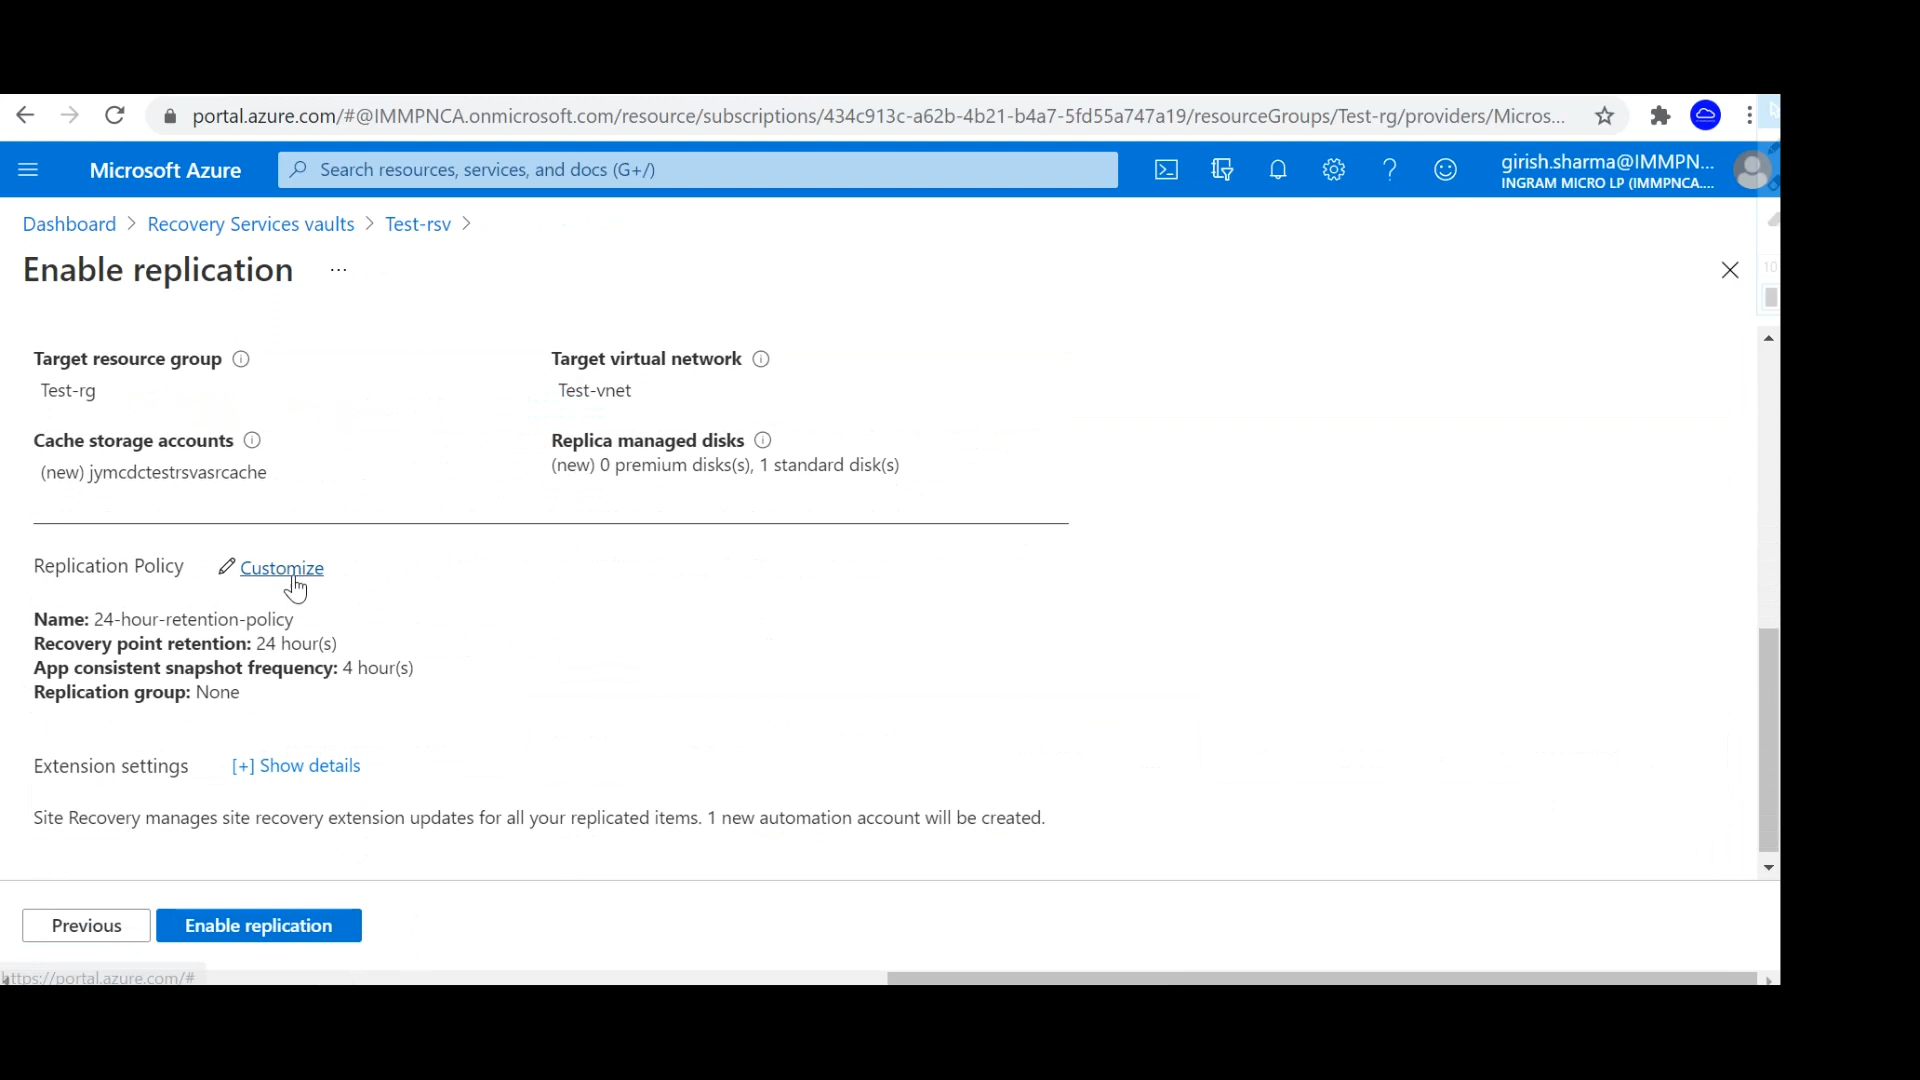 portal.azure.com/#@IMMPNCA.onmicrosoft.com/resource/subscriptions/434c913c-a62b-4b21-b4a7-5fd55a747a19/resourceGroups/Test-rg/providers/Micros...
Microsoft Azure
Search resources, services, and docs (G+/)
girish.sharma@IMMPN...
INGRAM MICRO LP (IMMPNCA....
Dashboard > Recovery Services vaults > Test-rsv >
Enable replication ...
10
Target resource group
Target virtual network
Test-rg
Test-vnet
Cache storage accounts
Replica managed disks
(new) jymcdctestrsvasrcache
(new) 0 premium disks(s), 1 standard disk(s)
Replication Policy
Customize
Name: 24-hour-retention-policy
Recovery point retention: 24 hour(s)
App consistent snapshot frequency: 4 hour(s)
Replication group: None
Extension settings
[+] Show details
Site Recovery manages site recovery extension updates for all your replicated items. 1 new automation account will be created.
Previous
Enable replication
https://portal.azure.com/#